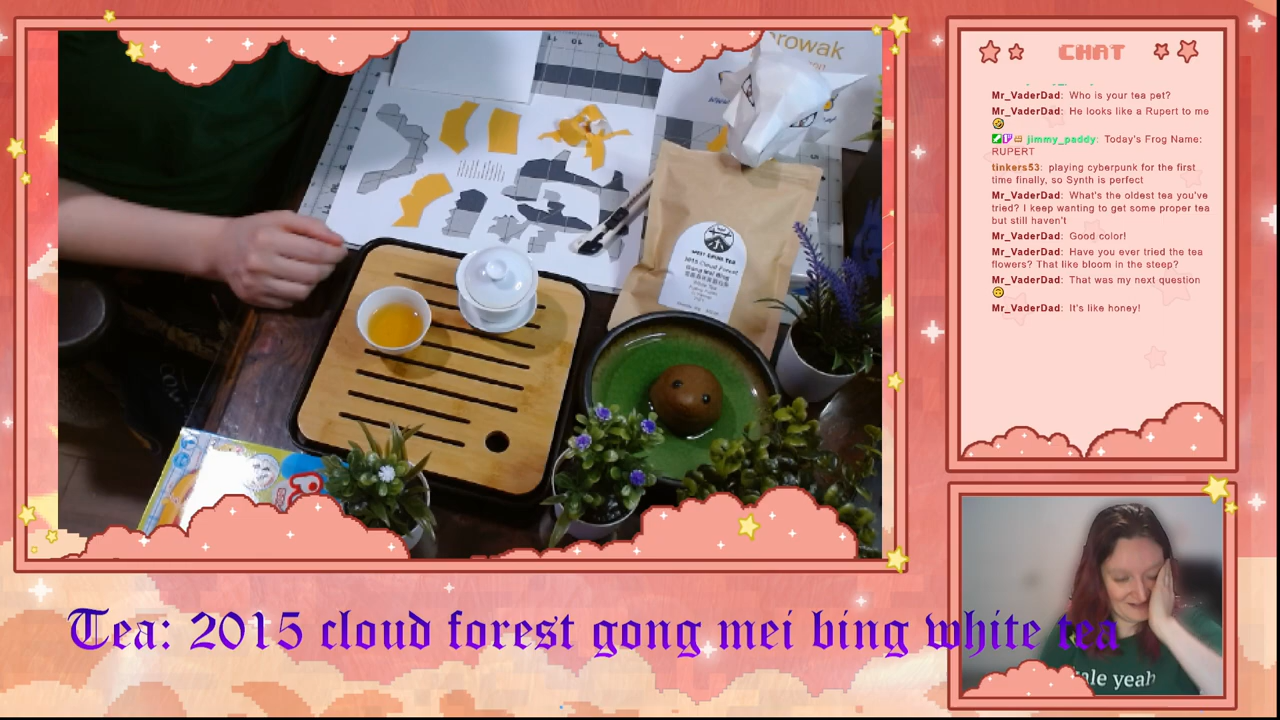 rowak
CHAT
Mr_VaderDad: Who is your tea pet?
Mr_VaderDad: He looks like a Rupert to me
jimmy_paddy: Today's Frog Name:
RUPERT
tinkers53: playing cyberpunk for the first
time finally, so Synth is perfect
Mr_VaderDad: What's the oldest tea you've
tried? I keep wanting to get some proper tea
but still haven't
Mr_VaderDad: Good color!
Mr_VaderDad: Have you ever tried the tea
flowers? That like bloom in the steep?
Mr_VaderDad: That was my next question
Mr_VaderDad: It's like honey!
2015 Cloud Forest
Gong Mei Bing
White Tea
Tea: 2015 cloud forest gong mei bing white tea
ale yeah